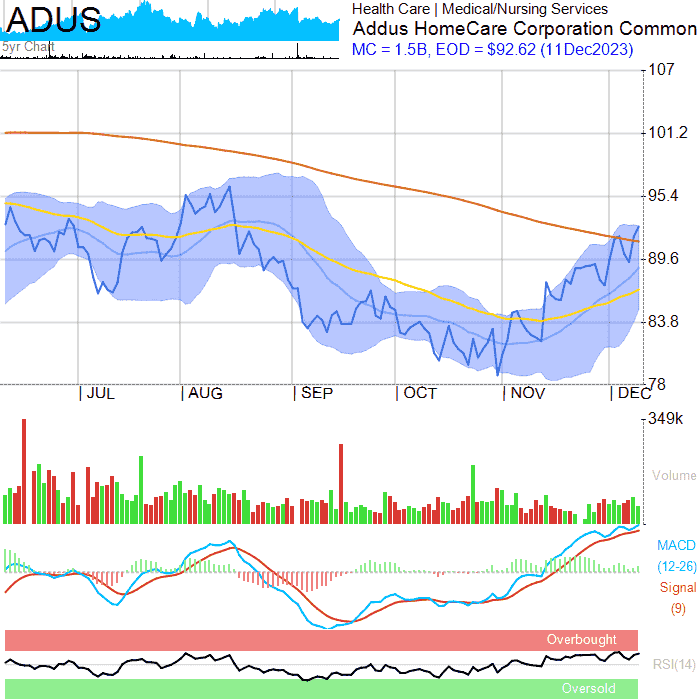 ADUS
5yr Chart
Health Care | Medical/Nursing Services
Addus HomeCare Corporation Common
MC = 1.5B, EOD = $92.62 (11Dec2023)
107
101.2
95.4
89.6
83.8
78
| JUL
| AUG
| SEP
| OCT
| NOV
| DEC
349k
Volume
MACD
(12-26)
Signal
(9)
Overbought
RSI(14)
Oversold